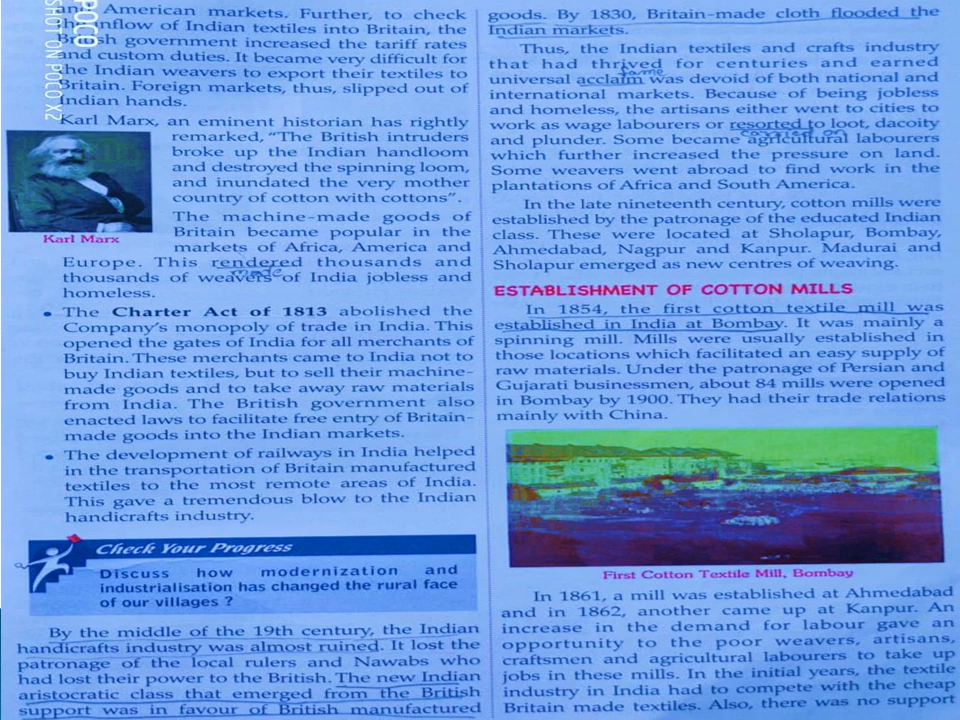 and American markets. Further, to check
the inflow of Indian textiles into Britain, the
British government increased the tariff rates
and custom duties. It became very difficult for
the Indian weavers to export their textiles to
Britain. Foreign markets, thus, slipped out of
Indian hands.
Karl Marx, an eminent historian has rightly
remarked, "The British intruders
broke up the Indian handloom
and destroyed the spinning loom,
and inundated the very mother
country of cotton with cottons".
Karl Marx
The machine-made goods of
Britain became popular in the
markets of Africa, America and
Europe. This rendered thousands and
made
thousands of weavers of India jobless and
homeless.
• The Charter Act of 1813 abolished the
Company's monopoly of trade in India. This
opened the gates of India for all merchants of
Britain. These merchants came to India not to
buy Indian textiles, but to sell their machine-
made goods and to take away raw materials
from India. The British government also
enacted laws to facilitate free entry of Britain-
made goods into the Indian markets.
• The development of railways in India helped
in the transportation of Britain manufactured
textiles to the most remote areas of India.
This gave a tremendous blow to the Indian
handicrafts industry.
Check Your Progress
Discuss how modernization and
industrialisation has changed the rural face
of our villages ?
By the middle of the 19th century, the Indian
handicrafts industry was almost ruined. It lost the
patronage of the local rulers and Nawabs who
had lost their power to the British. The new Indian
aristocratic class that emerged from the British
support was in favour of British manufactured
goods. By 1830, Britain-made cloth flooded the
Indian markets.
Thus, the Indian textiles and crafts industry
that had thrived for centuries and earned
fame
universal acclaim was devoid of both national and
international markets. Because of being jobless
and homeless, the artisans either went to cities to
work as wage labourers or resorted to loot, dacoity
carried on
and plunder. Some became agricultural labourers
which further increased the pressure on land.
Some weavers went abroad to find work in the
plantations of Africa and South America.
In the late nineteenth century, cotton mills were
established by the patronage of the educated Indian
class. These were located at Sholapur, Bombay,
Ahmedabad, Nagpur and Kanpur. Madurai and
Sholapur emerged as new centres of weaving.
ESTABLISHMENT OF COTTON MILLS
In 1854, the first cotton textile mill was
established in India at Bombay. It was mainly a
spinning mill. Mills were usually established in
those locations which facilitated an easy supply of
raw materials. Under the patronage of Persian and
Gujarati businessmen, about 84 mills were opened
in Bombay by 1900. They had their trade relations
mainly with China.
First Cotton Textile Mill, Bombay
In 1861, a mill was established at Ahmedabad
and in 1862, another came up at Kanpur. An
increase in the demand for labour gave an
opportunity to the poor weavers, artisans,
craftsmen and agricultural labourers to take up
jobs in these mills. In the initial years, the textile
industry in India had to compete with the cheap
Britain made textiles. Also, there was no support
POCO
SHOT ON POCO X2